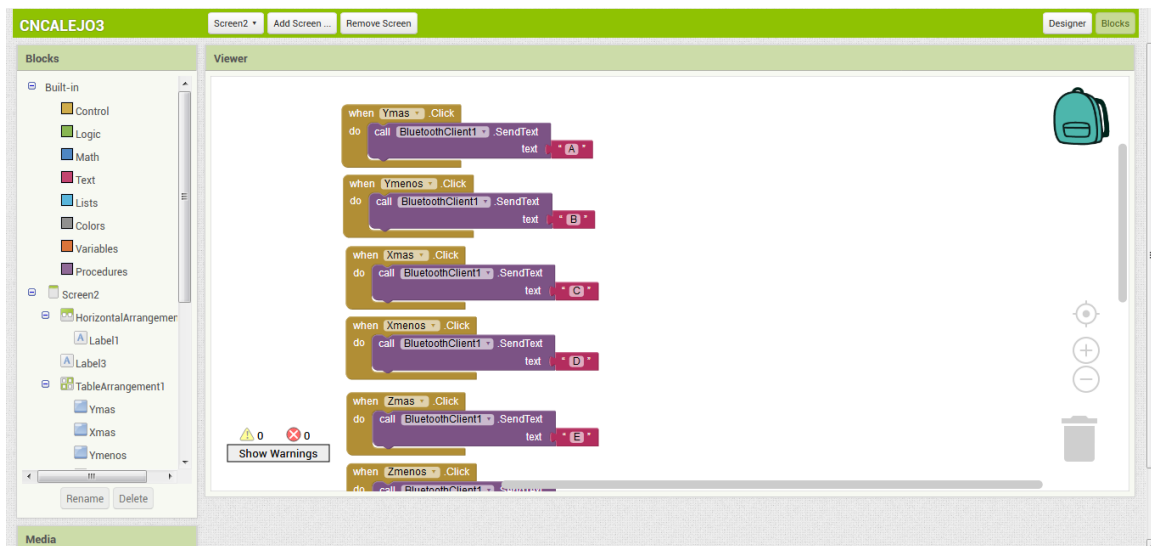 CNCALEJO3 Screen2 Add Screen ... Remove Screen Designer Blocks
Blocks
Built-in
Control
Logic
Math
Text
Lists
Colors
Variables
Procedures
Screen2
HorizontalArrangemer
Label1
Label3
TableArrangement1
Ymas
Xmas
Ymenos
Rename Delete
Media
Viewer
when Ymas .Click
do call BluetoothClient1 .SendText
text " A "
when Ymenos .Click
do call BluetoothClient1 .SendText
text " B "
when Xmas .Click
do call BluetoothClient1 .SendText
text " C "
when Xmenos .Click
do call BluetoothClient1 .SendText
text " D "
when Zmas .Click
do call BluetoothClient1 .SendText
text " E "
when Zmenos .Click
do call BluetoothClient1 .SendText
0 0
Show Warnings